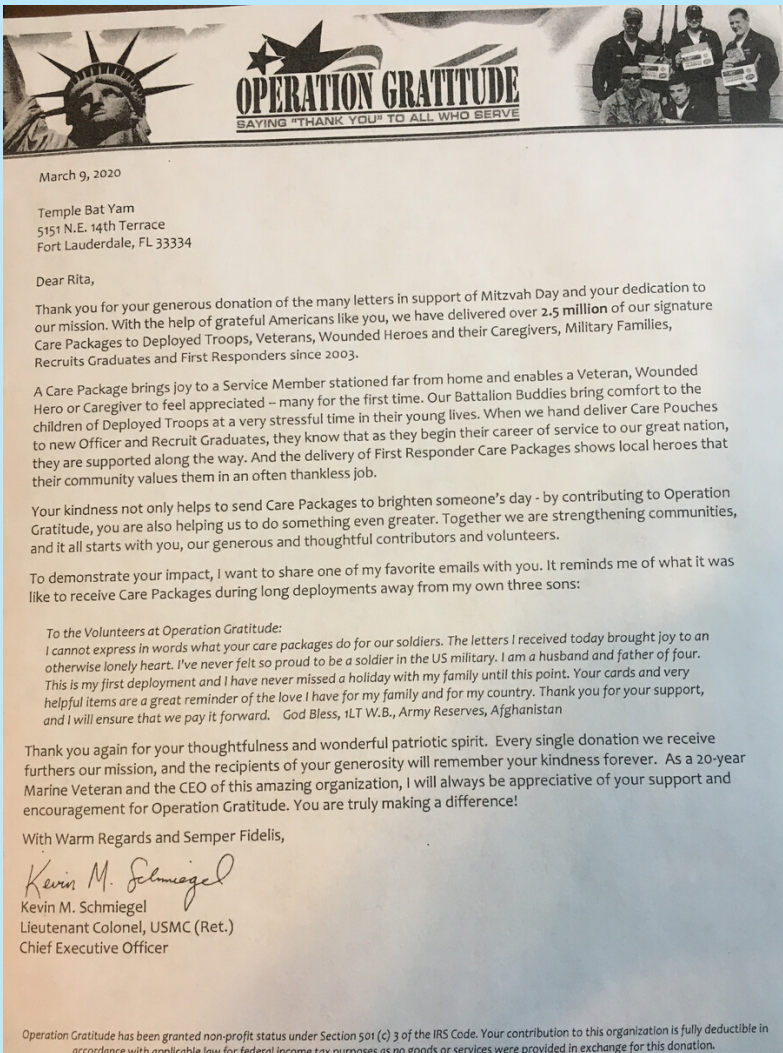 OPERATION GRATITUDE
SAYING "THANK YOU" TO ALL WHO SERVE
March 9, 2020
Temple Bat Yam
5151 N.E. 14th Terrace
Fort Lauderdale, FL 33334
Dear Rita,
Thank you for your generous donation of the many letters in support of Mitzvah Day and your dedication to
our mission. With the help of grateful Americans like you, we have delivered over 2.5 million of our signature
Care Packages to Deployed Troops, Veterans, Wounded Heroes and their Caregivers, Military Families,
Recruits Graduates and First Responders since 2003.
A Care Package brings joy to a Service Member stationed far from home and enables a Veteran, Wounded
Hero or Caregiver to feel appreciated – many for the first time. Our Battalion Buddies bring comfort to the
children of Deployed Troops at a very stressful time in their young lives. When we hand deliver Care Pouches
to new Officer and Recruit Graduates, they know that as they begin their career of service to our great nation,
they are supported along the way. And the delivery of First Responder Care Packages shows local heroes that
their community values them in an often thankless job.
Your kindness not only helps to send Care Packages to brighten someone's day - by contributing to Operation
Gratitude, you are also helping us to do something even greater. Together we are strengthening communities,
and it all starts with you, our generous and thoughtful contributors and volunteers.
To demonstrate your impact, I want to share one of my favorite emails with you. It reminds me of what it was
like to receive Care Packages during long deployments away from my own three sons:
To the Volunteers at Operation Gratitude:
I cannot express in words what your care packages do for our soldiers. The letters I received today brought joy to an
otherwise lonely heart. I've never felt so proud to be a soldier in the US military. I am a husband and father of four.
This is my first deployment and I have never missed a holiday with my family until this point. Your cards and very
helpful items are a great reminder of the love I have for my family and for my country. Thank you for your support,
and I will ensure that we pay it forward. God Bless, 1LT W.B., Army Reserves, Afghanistan
Thank you again for your thoughtfulness and wonderful patriotic spirit. Every single donation we receive
furthers our mission, and the recipients of your generosity will remember your kindness forever. As a 20-year
Marine Veteran and the CEO of this amazing organization, I will always be appreciative of your support and
encouragement for Operation Gratitude. You are truly making a difference!
With Warm Regards and Semper Fidelis,
Kevin M. Schmiegel
Kevin M. Schmiegel
Lieutenant Colonel, USMC (Ret.)
Chief Executive Officer
Operation Gratitude has been granted non-profit status under Section 501 (c) 3 of the IRS Code. Your contribution to this organization is fully deductible in
accordance with applicable law for federal income tax purposes as no goods or services were provided in exchange for this donation.